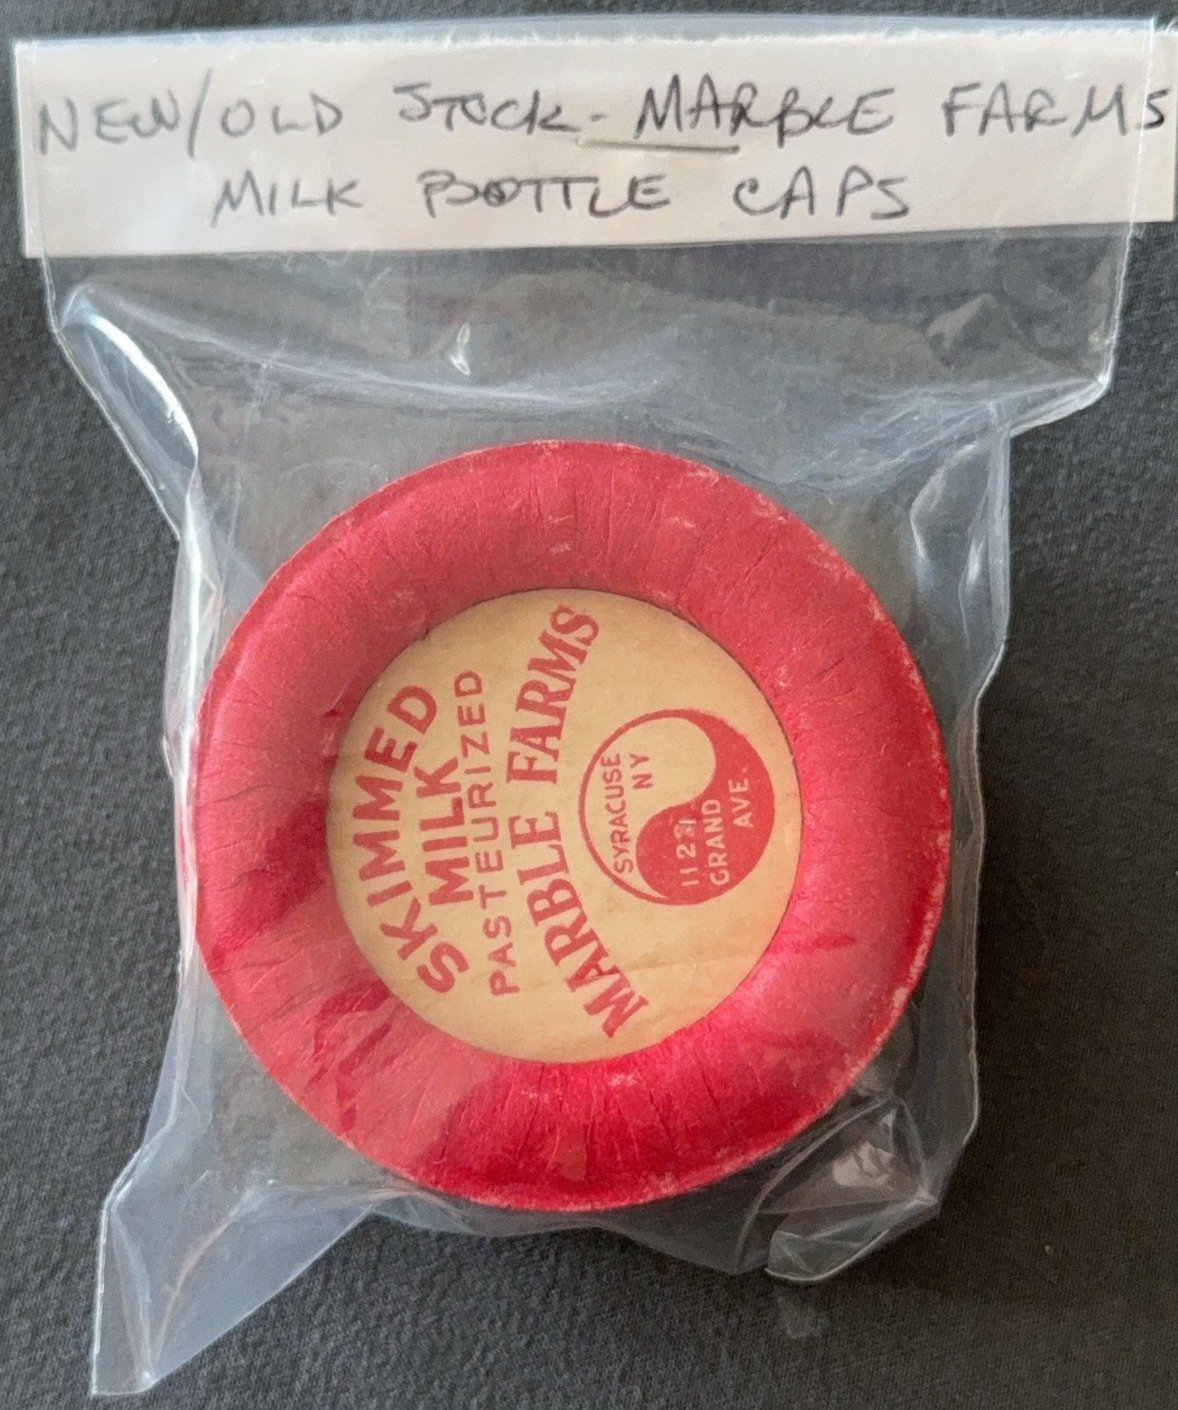 NEW/OLD STOCK - MARBLE FARMS
MILK BOTTLE CAPS
SKIMMED
MILK
PASTEURIZED
MARBLE FARMS
SYRACUSE
NY
GRAND
AVE.